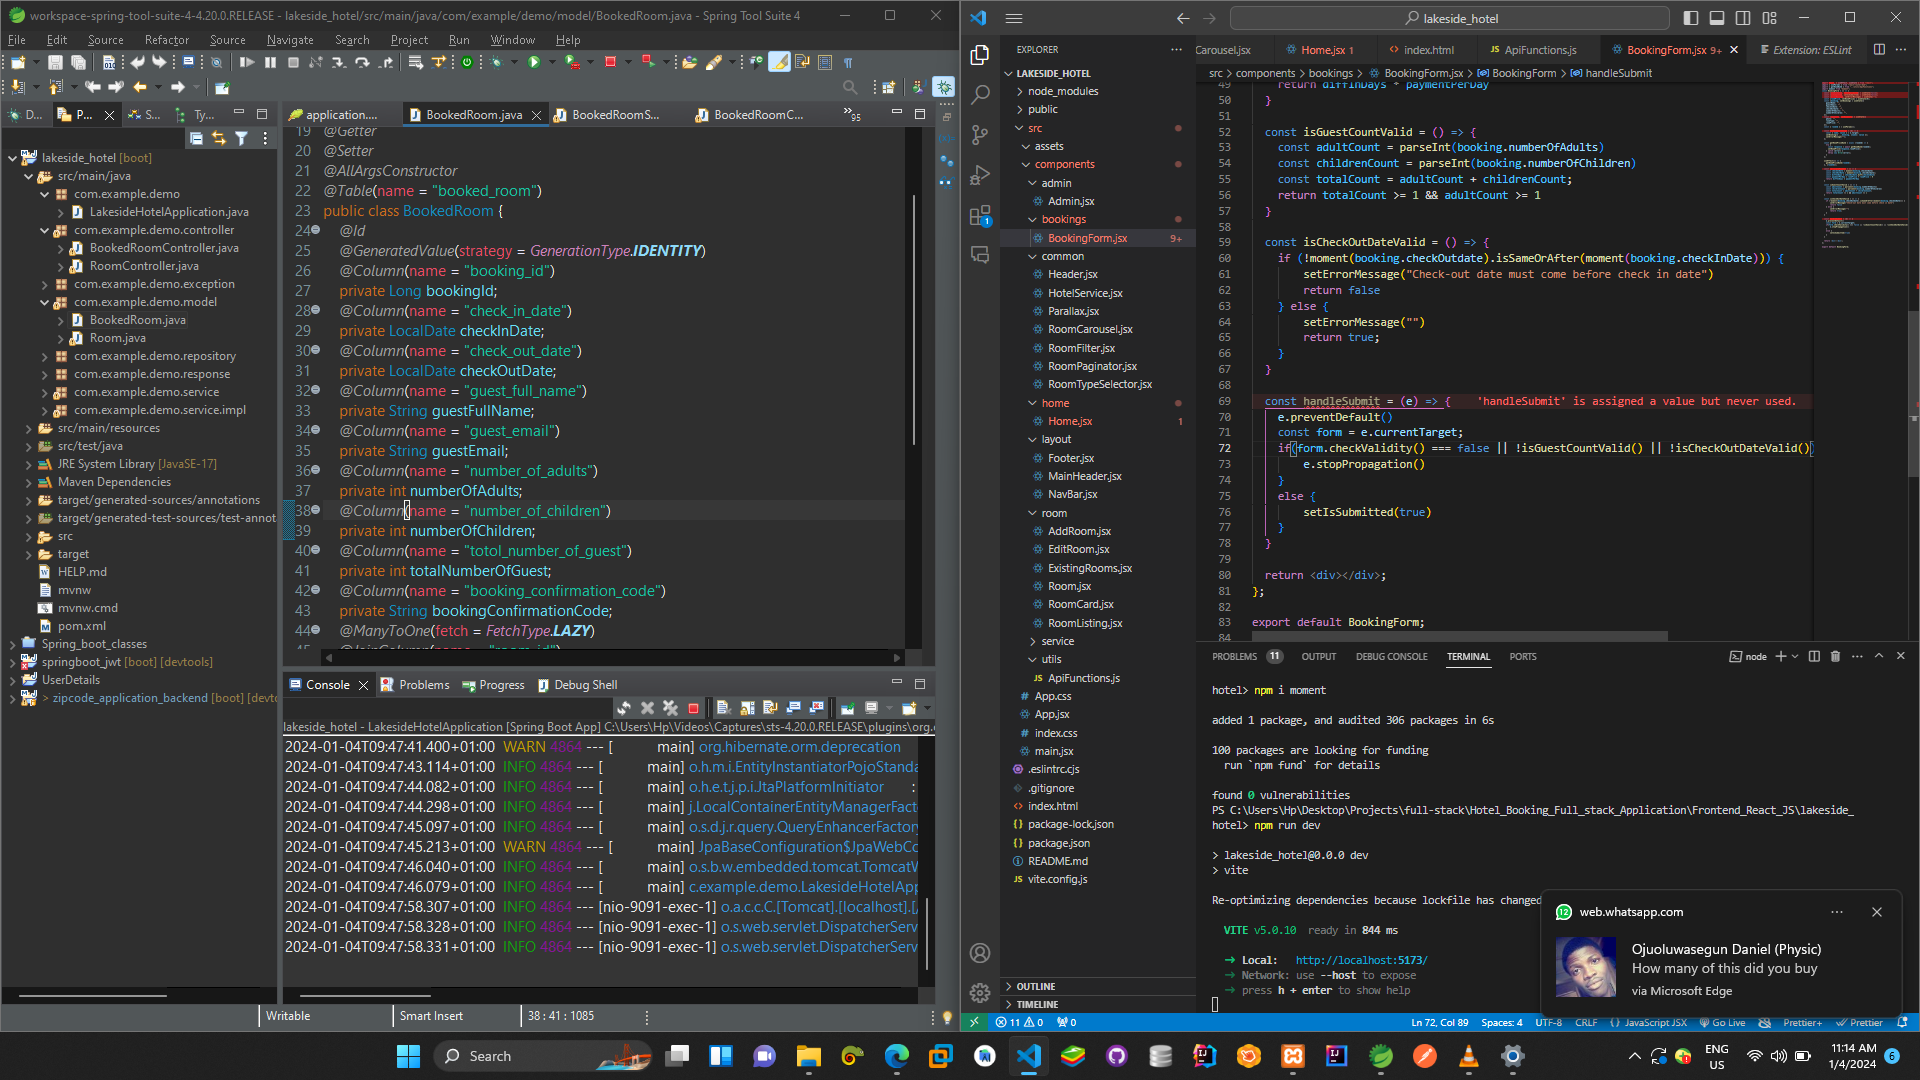 workspace-spring-tool-suite-4-4.20.0.RELEASE - lakeside_hotel/src/main/java/com/example/demo/model/BookedRoom.java - Spring Tool Suite 4
File Edit Source Refactor Source Navigate Search Project Run Window Help
D... P... S... Ty...
lakeside_hotel [boot]
src/main/java
com.example.demo
LakesideHotelApplication.java
com.example.demo.controller
BookedRoomController.java
RoomController.java
com.example.demo.exception
com.example.demo.model
BookedRoom.java
Room.java
com.example.demo.repository
com.example.demo.response
com.example.demo.service
com.example.demo.service.impl
src/main/resources
src/test/java
JRE System Library [JavaSE-17]
Maven Dependencies
target/generated-sources/annotations
target/generated-test-sources/test-annot
src
target
HELP.md
mvnw
mvnw.cmd
pom.xml
Spring_boot_classes
springboot_jwt [boot] [devtools]
UserDetails
> zipcode_application_backend [boot] [devto
application.... BookedRoom.java BookedRoomS... BookedRoomC... »95
19 @Getter
20 @Setter
21 @AllArgsConstructor
22 @Table(name = "booked_room")
23 public class BookedRoom {
24 @Id
25 @GeneratedValue(strategy = GenerationType.IDENTITY)
26 @Column(name = "booking_id")
27 private Long bookingId;
28 @Column(name = "check_in_date")
29 private LocalDate checkInDate;
30 @Column(name = "check_out_date")
31 private LocalDate checkOutDate;
32 @Column(name = "guest_full_name")
33 private String guestFullName;
34 @Column(name = "guest_email")
35 private String guestEmail;
36 @Column(name = "number_of_adults")
37 private int numberOfAdults;
38 @Column(name = "number_of_children")
39 private int numberOfChildren;
40 @Column(name = "totol_number_of_guest")
41 private int totalNumberOfGuest;
42 @Column(name = "booking_confirmation_code")
43 private String bookingConfirmationCode;
44 @ManyToOne(fetch = FetchType.LAZY)
Console Problems Progress Debug Shell
lakeside_hotel - LakesideHotelApplication [Spring Boot App] C:\Users\Hp\Videos\Captures\sts-4.20.0.RELEASE\plugins\org.e
2024-01-04T09:47:41.400+01:00 WARN 4864 --- [ main] org.hibernate.orm.deprecation
2024-01-04T09:47:43.114+01:00 INFO 4864 --- [ main] o.h.m.i.EntityInstantiatorPojoStanda
2024-01-04T09:47:44.082+01:00 INFO 4864 --- [ main] o.h.e.t.j.p.i.JtaPlatformInitiator :
2024-01-04T09:47:44.298+01:00 INFO 4864 --- [ main] j.LocalContainerEntityManagerFact
2024-01-04T09:47:45.097+01:00 INFO 4864 --- [ main] o.s.d.j.r.query.QueryEnhancerFactory
2024-01-04T09:47:45.213+01:00 WARN 4864 --- [ main] JpaBaseConfiguration$JpaWebCo
2024-01-04T09:47:46.040+01:00 INFO 4864 --- [ main] o.s.b.w.embedded.tomcat.TomcatW
2024-01-04T09:47:46.079+01:00 INFO 4864 --- [ main] c.example.demo.LakesideHotelApp
2024-01-04T09:47:58.307+01:00 INFO 4864 --- [nio-9091-exec-1] o.a.c.c.C.[Tomcat].[localhost].[/
2024-01-04T09:47:58.328+01:00 INFO 4864 --- [nio-9091-exec-1] o.s.web.servlet.DispatcherServ
2024-01-04T09:47:58.331+01:00 INFO 4864 --- [nio-9091-exec-1] o.s.web.servlet.DispatcherServ
Writable Smart Insert 38 : 41 : 1085
lakeside_hotel
EXPLORER
LAKESIDE_HOTEL
node_modules
public
src
assets
components
admin
Admin.jsx
bookings
BookingForm.jsx 9+
common
Header.jsx
HotelService.jsx
Parallax.jsx
RoomCarousel.jsx
RoomFilter.jsx
RoomPaginator.jsx
RoomTypeSelector.jsx
home
Home.jsx 1
layout
Footer.jsx
MainHeader.jsx
NavBar.jsx
room
AddRoom.jsx
EditRoom.jsx
ExistingRooms.jsx
Room.jsx
RoomCard.jsx
RoomListing.jsx
service
utils
ApiFunctions.js
App.css
App.jsx
index.css
main.jsx
.eslintrc.cjs
.gitignore
index.html
package-lock.json
package.json
README.md
vite.config.js
OUTLINE
TIMELINE
1
Carousel.jsx Home.jsx 1 index.html ApiFunctions.js BookingForm.jsx 9+ Extension: ESLint
src > components > bookings > BookingForm.jsx > BookingForm > handleSubmit
49 return diffInDays * paymentPerDay
50 }
51
52 const isGuestCountValid = () => {
53 const adultCount = parseInt(booking.numberOfAdults)
54 const childrenCount = parseInt(booking.numberOfChildren)
55 const totalCount = adultCount + childrenCount;
56 return totalCount >= 1 && adultCount >= 1
57 }
58
59 const isCheckOutDateValid = () => {
60 if (!moment(booking.checkOutdate).isSameOrAfter(moment(booking.checkInDate))) {
61 setErrorMessage("Check-out date must come before check in date")
62 return false
63 } else {
64 setErrorMessage("")
65 return true;
66 }
67 }
68
69 const handleSubmit = (e) => { 'handleSubmit' is assigned a value but never used.
70 e.preventDefault()
71 const form = e.currentTarget;
72 if(form.checkValidity() === false || !isGuestCountValid() || !isCheckOutDateValid())
73 e.stopPropagation()
74 }
75 else {
76 setIsSubmitted(true)
77 }
78 }
79
80 return <div></div>;
81 };
82
83 export default BookingForm;
84
PROBLEMS 11 OUTPUT DEBUG CONSOLE TERMINAL PORTS node
hotel> npm i moment
added 1 package, and audited 306 packages in 6s
100 packages are looking for funding
run `npm fund` for details
found 0 vulnerabilities
PS C:\Users\Hp\Desktop\Projects\full-stack\Hotel_Booking_Full_stack_Application\Frontend_React_JS\lakeside_
hotel> npm run dev
> lakeside_hotel@0.0.0 dev
> vite
Re-optimizing dependencies because lockfile has changed
VITE v5.0.10 ready in 844 ms
➜ Local: http://localhost:5173/
➜ Network: use --host to expose
➜ press h + enter to show help
web.whatsapp.com
Ojuoluwasegun Daniel (Physic)
How many of this did you buy
via Microsoft Edge
11 0 0 Ln 72, Col 89 Spaces: 4 UTF-8 CRLF JavaScript JSX Go Live Prettier+ Prettier
Search
ENG
US
11:14 AM
1/4/2024
6